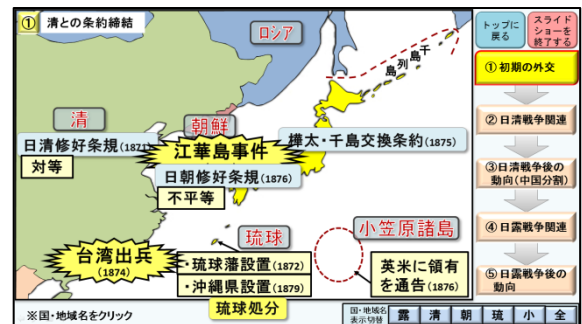 ① 清との条約締結
ロシア
千
島
列
島
トップに
戻る
スライド
ショーを
終了する
①初期の外交
清
日清修好条規(1871)
対等
朝鮮
江華島事件
日朝修好条規(1876)
不平等
樺太・千島交換条約(1875)
②日清戦争関連
③日清戦争後の
動向(中国分割)
台湾出兵
(1874)
琉球
・琉球藩設置(1872)
・沖縄県設置(1879)
琉球処分
小笠原諸島
英米に領有
を通告(1876)
④日露戦争関連
⑤日露戦争後の
動向
※国・地域名をクリック
国・地域名
表示切替
露 清 朝 琉 小 全